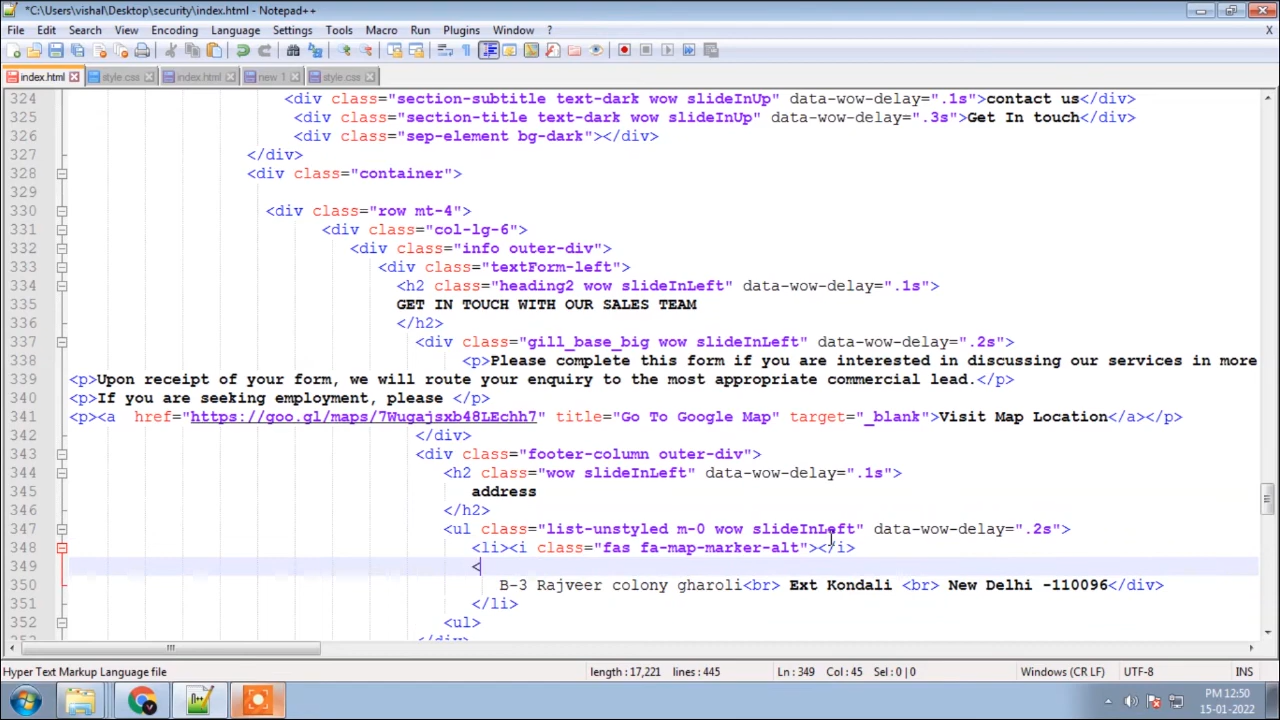 *C:\Users\vishal\Desktop\security\index.html - Notepad++
File Edit Search View Encoding Language Settings Tools Macro Run Plugins Window ? X
index.html style.css index.html new 1 style.css
324 <div class="section-subtitle text-dark wow slideInUp" data-wow-delay=".1s">contact us</div>
325 <div class="section-title text-dark wow slideInUp" data-wow-delay=".3s">Get In touch</div>
326 <div class="sep-element bg-dark"></div>
327 </div>
328 <div class="container">
329
330 <div class="row mt-4">
331 <div class="col-lg-6">
332 <div class="info outer-div">
333 <div class="textForm-left">
334 <h2 class="heading2 wow slideInLeft" data-wow-delay=".1s">
335 GET IN TOUCH WITH OUR SALES TEAM
336 </h2>
337 <div class="gill_base_big wow slideInLeft" data-wow-delay=".2s">
338 <p>Please complete this form if you are interested in discussing our services in more
339 <p>Upon receipt of your form, we will route your enquiry to the most appropriate commercial lead.</p>
340 <p>If you are seeking employment, please </p>
341 <p><a  href="https://goo.gl/maps/7Wugajsxb48LEchh7" title="Go To Google Map" target="_blank">Visit Map Location</a></p>
342 </div>
343 <div class="footer-column outer-div">
344 <h2 class="wow slideInLeft" data-wow-delay=".1s">
345 address
346 </h2>
347 <ul class="list-unstyled m-0 wow slideInLeft" data-wow-delay=".2s">
348 <li><i class="fas fa-map-marker-alt"></i>
349 <
350 B-3 Rajveer colony gharoli<br> Ext Kondali <br> New Delhi -110096</div>
351 </li>
352 <ul>
</div>
Hyper Text Markup Language file length : 17,221 lines : 445 Ln : 349 Col : 45 Sel : 0 | 0 Windows (CR LF) UTF-8 INS
PM 12:50
15-01-2022